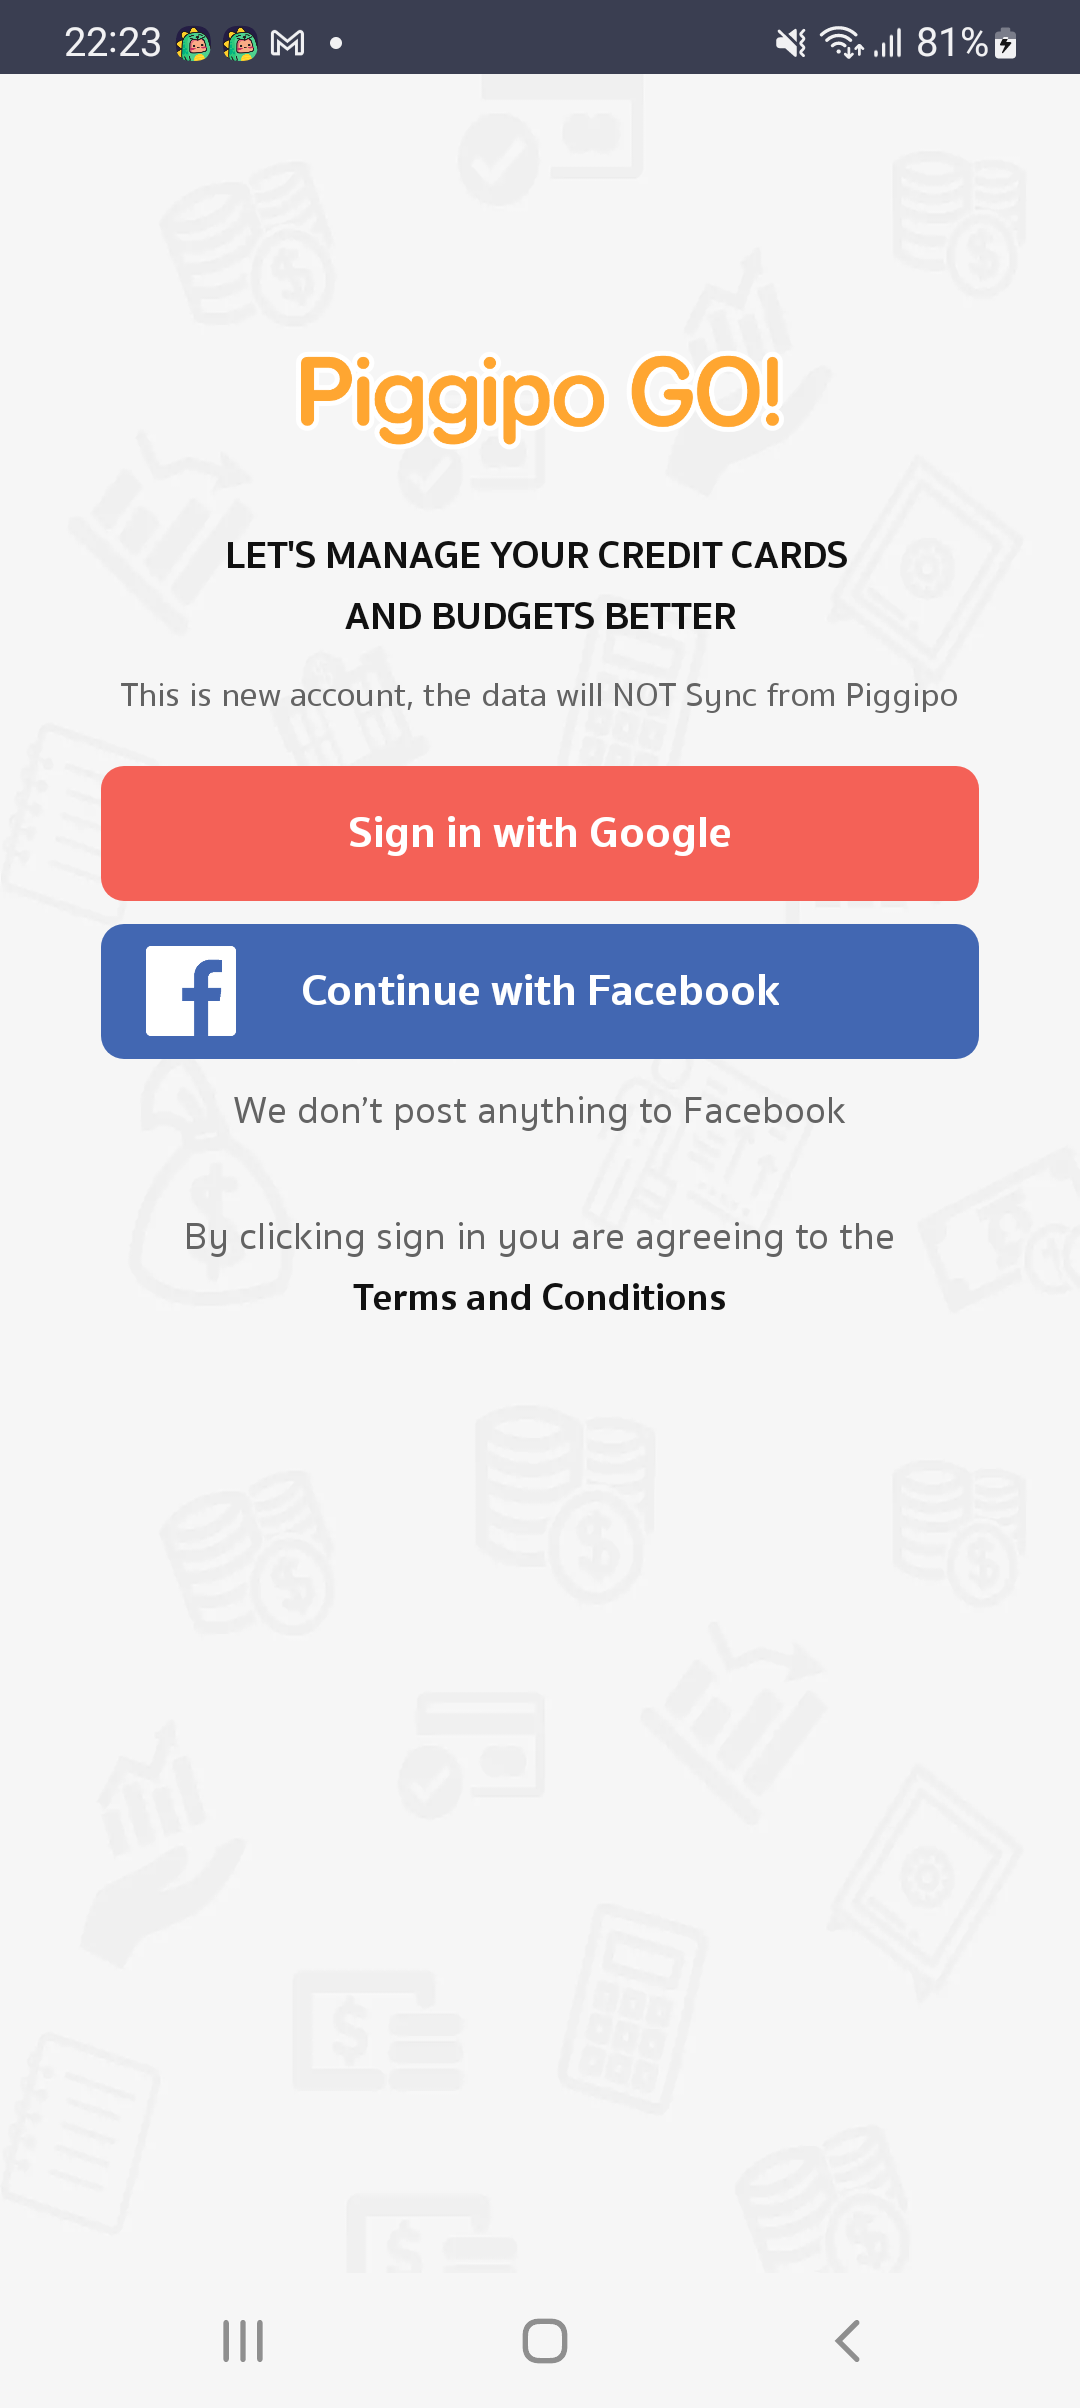 22:23
81%
Piggipo GO!
LET'S MANAGE YOUR CREDIT CARDS
AND BUDGETS BETTER
This is new account, the data will NOT Sync from Piggipo
Sign in with Google
Continue with Facebook
We don't post anything to Facebook
By clicking sign in you are agreeing to the
Terms and Conditions